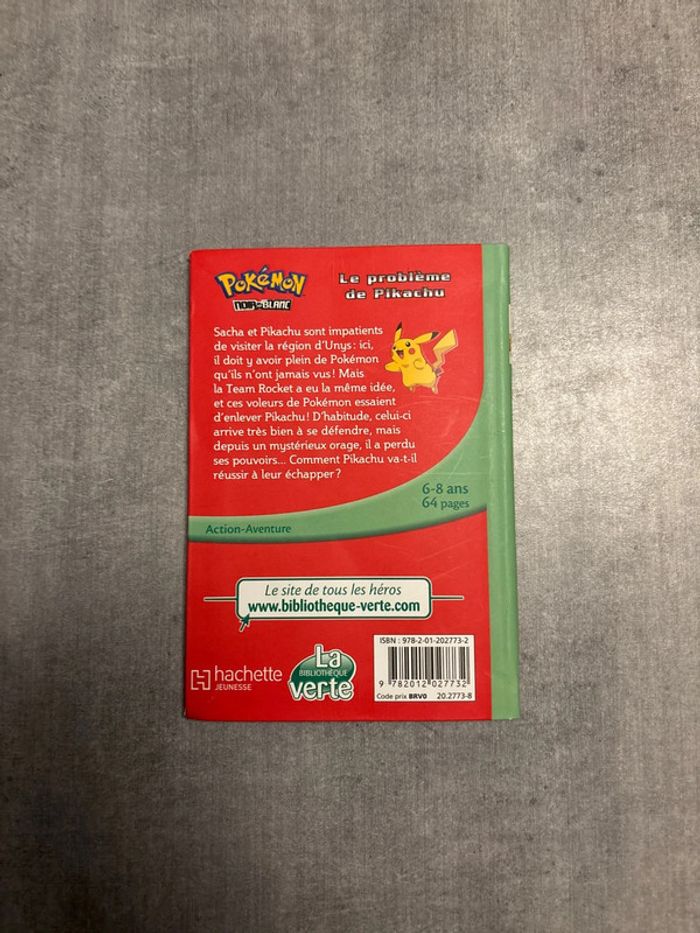 POKÉMON
NOIR & BLANC
Le problème
de Pikachu
Sacha et Pikachu sont impatients
de visiter la région d'Unys : ici,
il doit y avoir plein de Pokémon
qu'ils n'ont jamais vus ! Mais
la Team Rocket a eu la même idée,
et ces voleurs de Pokémon essaient
d'enlever Pikachu ! D'habitude, celui-ci
arrive très bien à se défendre, mais
depuis un mystérieux orage, il a perdu
ses pouvoirs... Comment Pikachu va-t-il
réussir à leur échapper ?
6-8 ans
64 pages
Action-Aventure
Le site de tous les héros
www.bibliotheque-verte.com
hachette
JEUNESSE
La
BIBLIOTHÈQUE
verte
ISBN : 978-2-01-202773-2
9 782012 027732
Code prix BRV0 20.2773-8